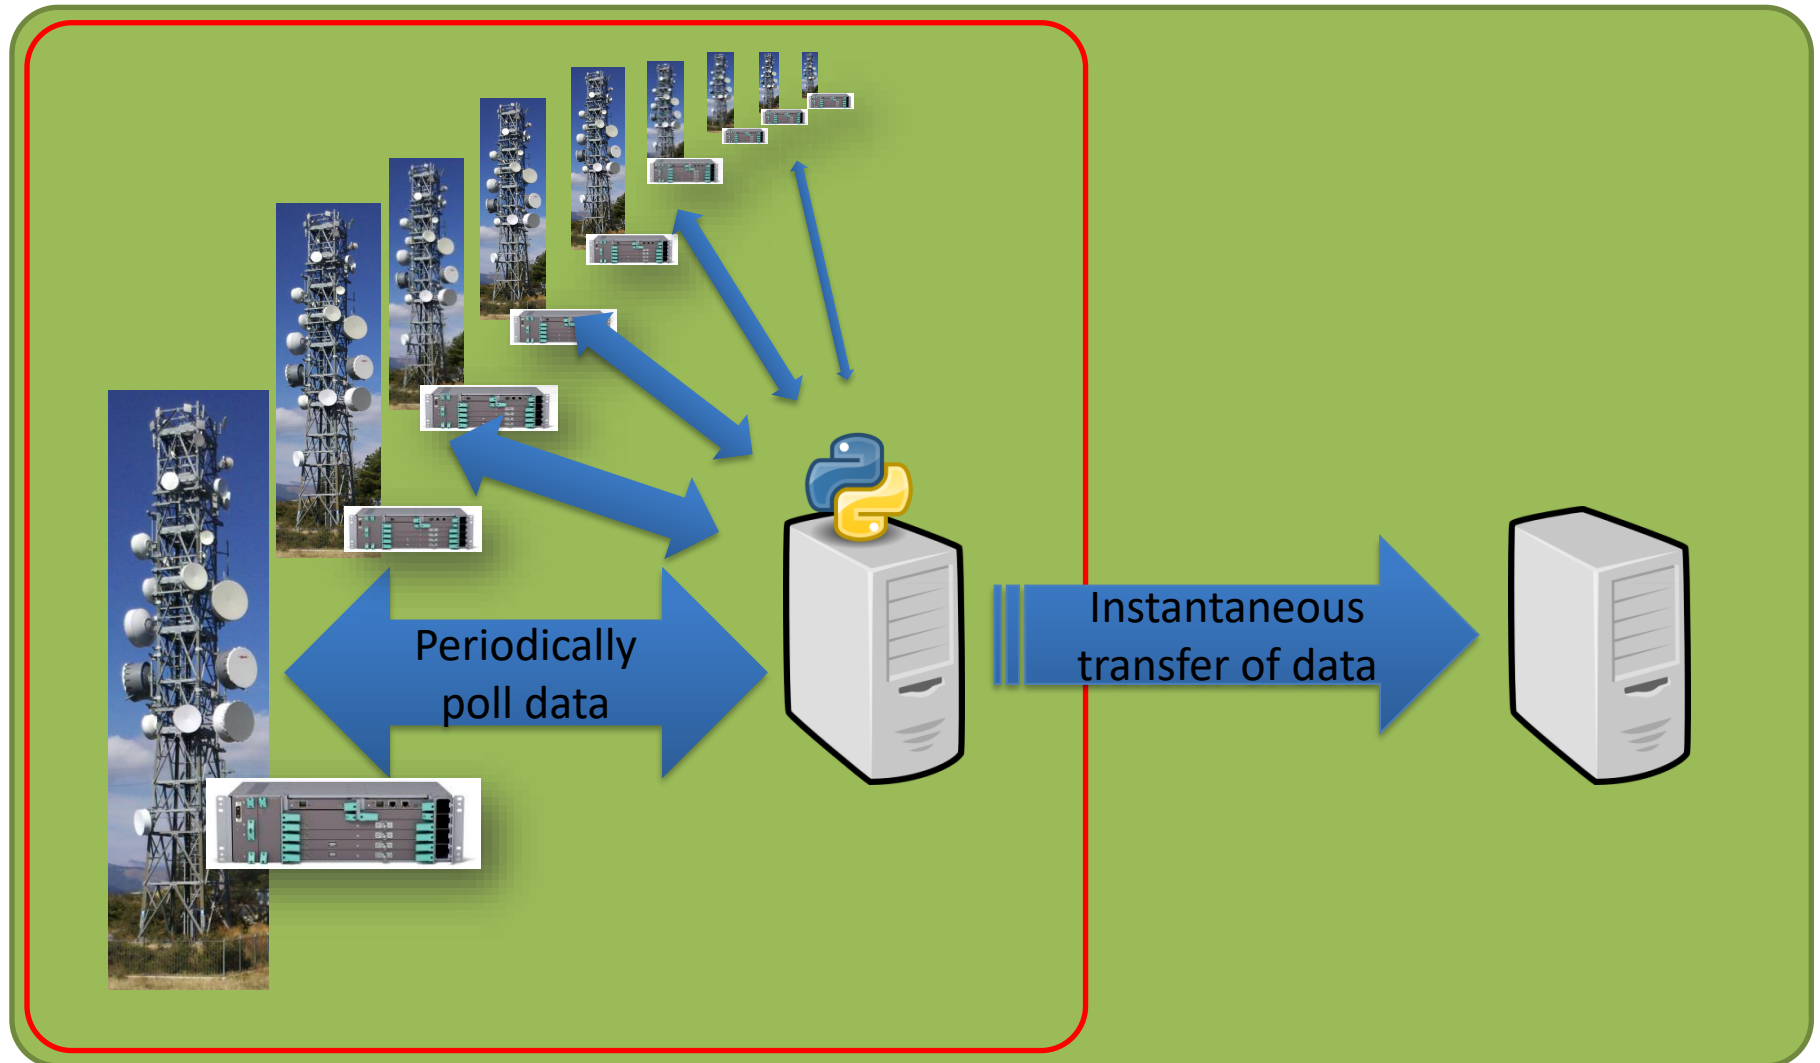 Periodically
poll data
Instantaneous
transfer of data